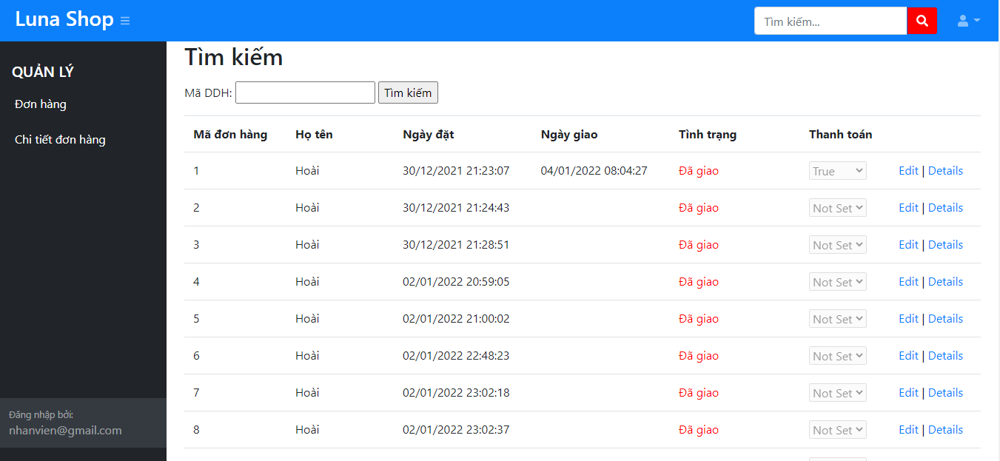 Luna Shop
Tìm kiếm...
QUẢN LÝ
Đơn hàng
Chi tiết đơn hàng
Đăng nhập bởi:
nhanvien@gmail.com
Tìm kiếm
Mã DDH: Tìm kiếm
Mã đơn hàng Họ tên Ngày đặt Ngày giao Tình trạng Thanh toán
1 Hoài 30/12/2021 21:23:07 04/01/2022 08:04:27 Đã giao True Edit | Details
2 Hoài 30/12/2021 21:24:43 Đã giao Not Set Edit | Details
3 Hoài 30/12/2021 21:28:51 Đã giao Not Set Edit | Details
4 Hoài 02/01/2022 20:59:05 Đã giao Not Set Edit | Details
5 Hoài 02/01/2022 21:00:02 Đã giao Not Set Edit | Details
6 Hoài 02/01/2022 22:48:23 Đã giao Not Set Edit | Details
7 Hoài 02/01/2022 23:02:18 Đã giao Not Set Edit | Details
8 Hoài 02/01/2022 23:02:37 Đã giao Not Set Edit | Details